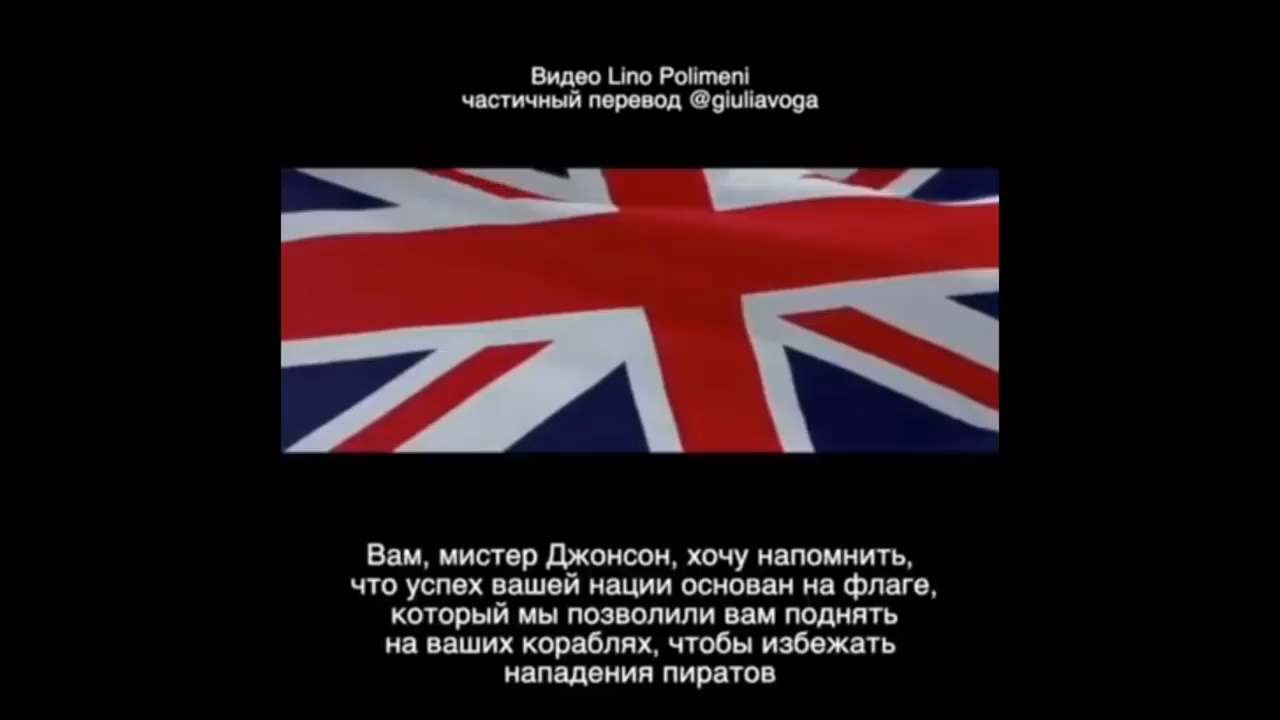 Видео Lino Polimeni
частичный перевод @giuliavoga
Вам, мистер Джонсон, хочу напомнить,
что успех вашей нации основан на флаге,
который мы позволили вам поднять
на ваших кораблях, чтобы избежать
нападения пиратов